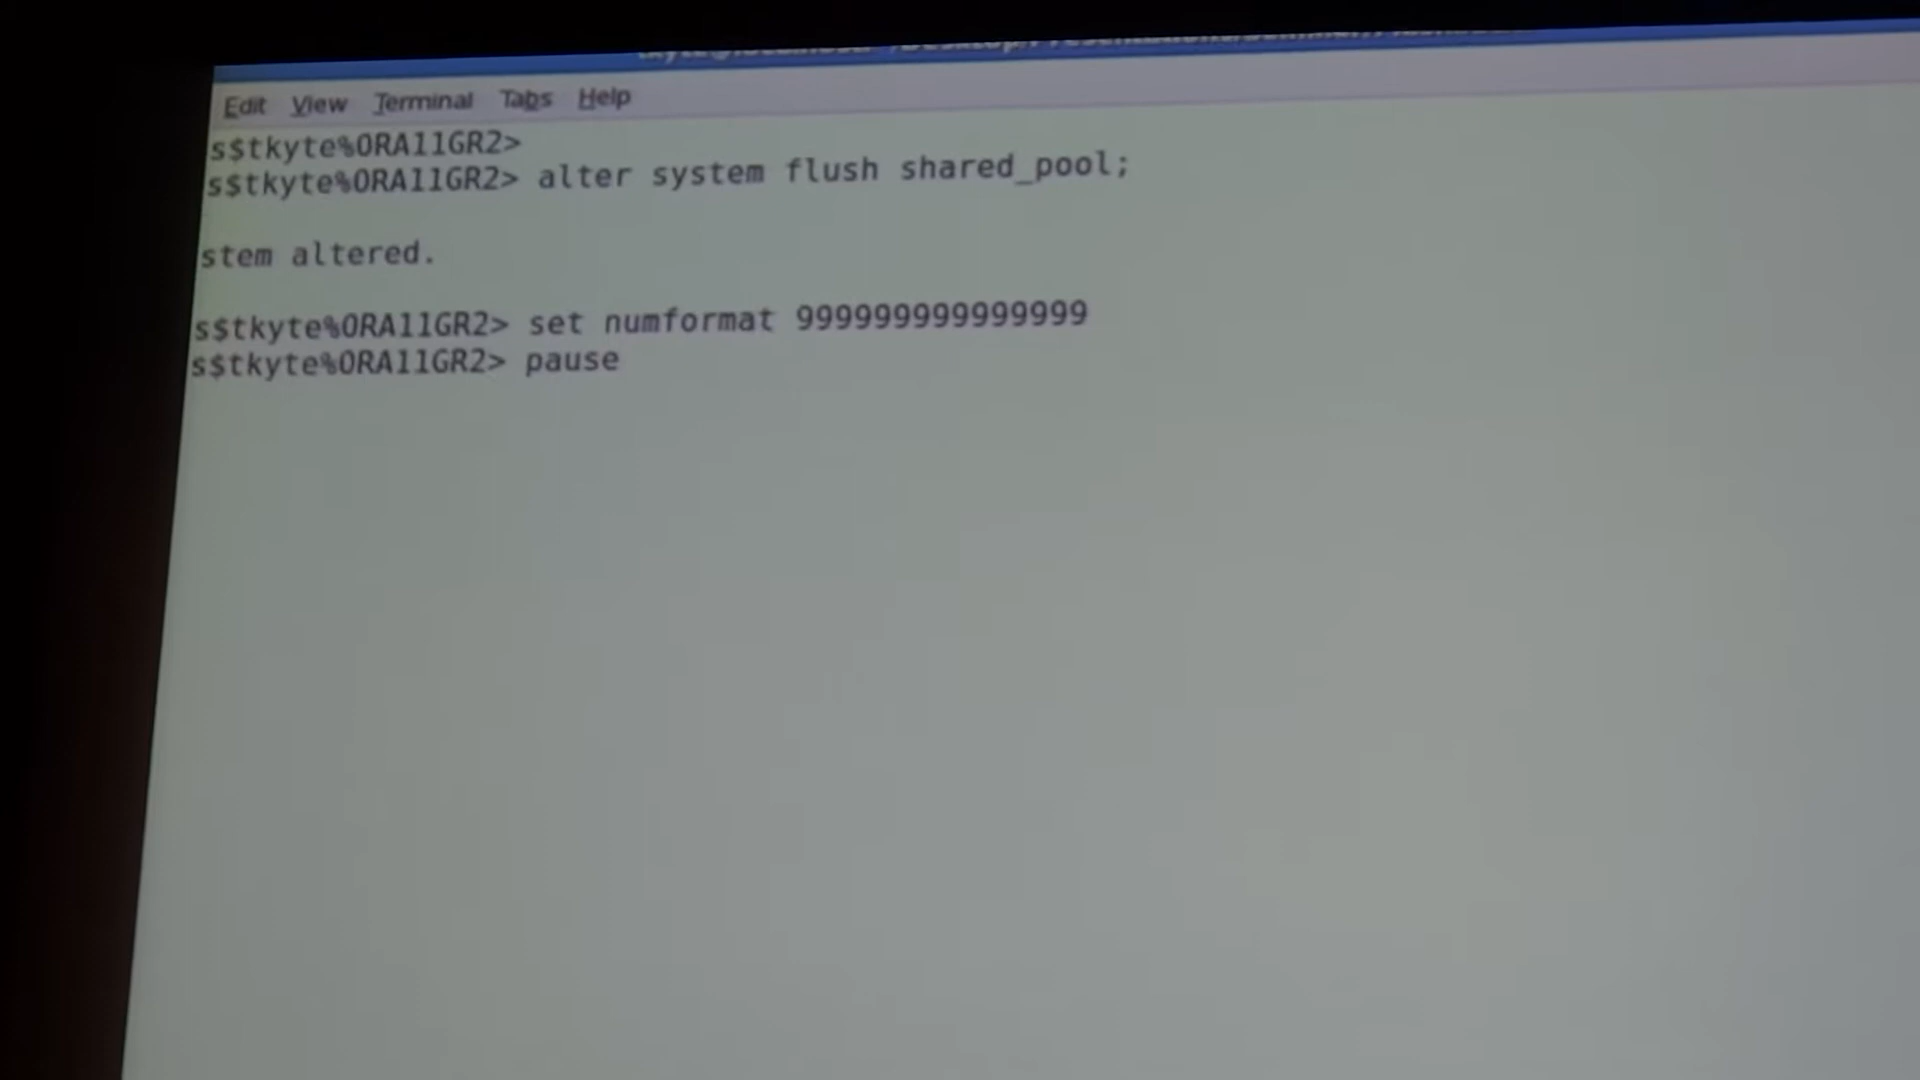 Edit View Terminal Tabs Help
s$tkyte%ORA11GR2>
s$tkyte%ORA11GR2> alter system flush shared_pool;
stem altered.
s$tkyte%ORA11GR2> set numformat 999999999999999
s$tkyte%ORA11GR2> pause